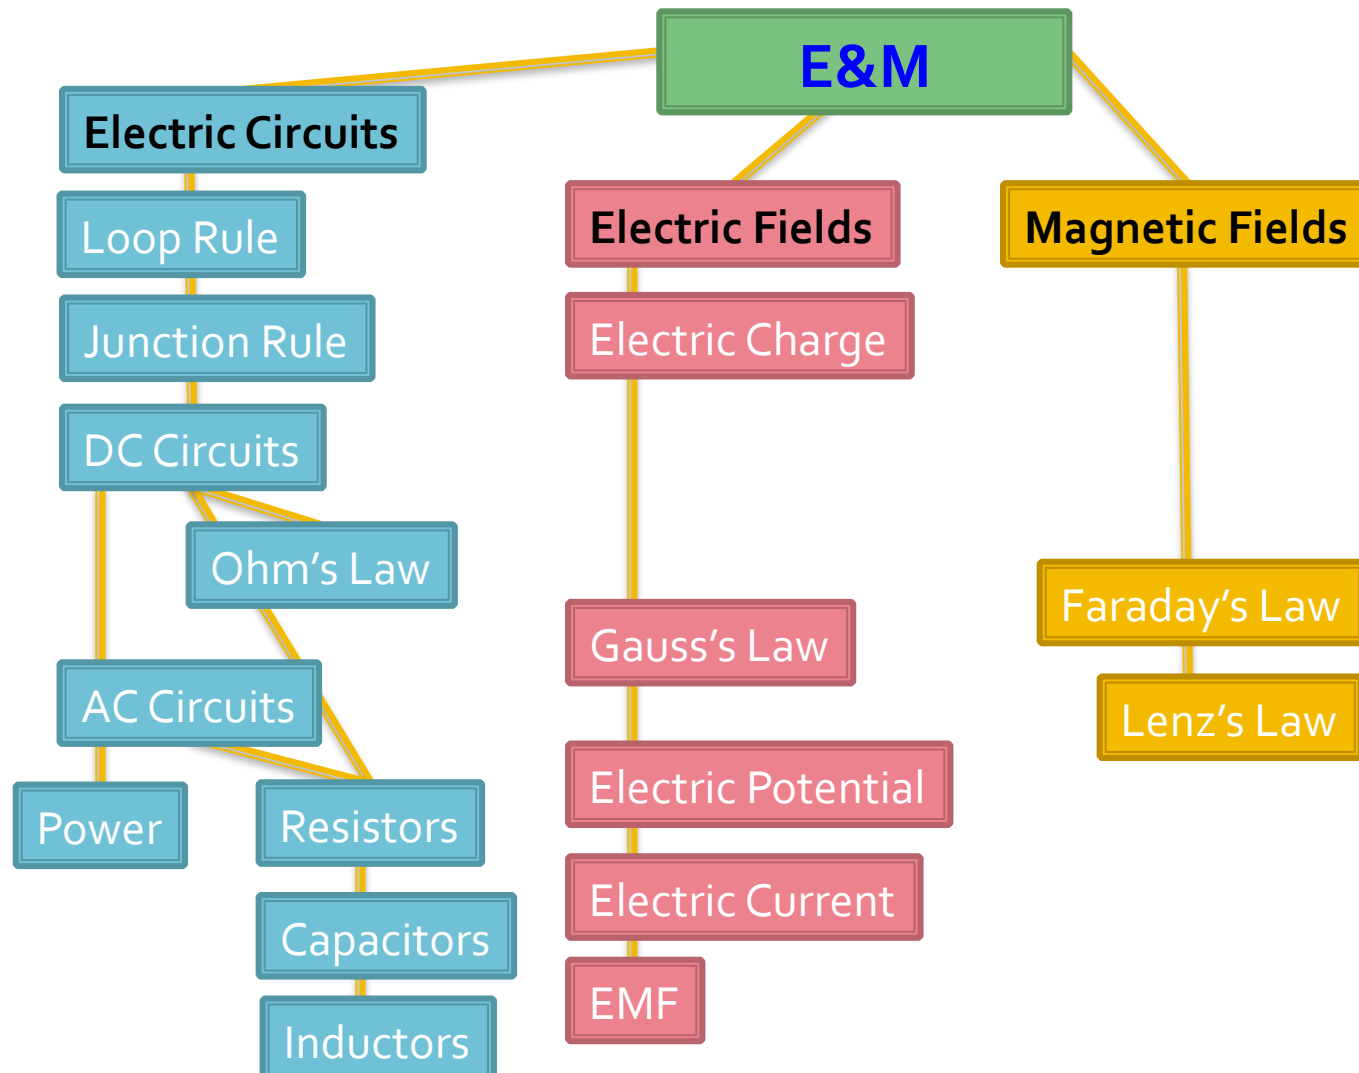 E&M
Electric Circuits
Loop Rule
Junction Rule
DC Circuits
Ohm’s Law
AC Circuits
Power
Resistors
Capacitors
Inductors
Electric Fields
Electric Charge
Gauss’s Law
Electric Potential
Electric Current
EMF
Magnetic Fields
Faraday’s Law
Lenz’s Law